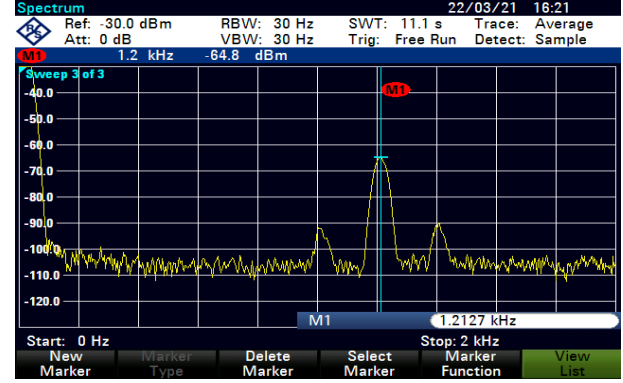 Spectrum 22/03/21 16:21
Ref: -30.0 dBm RBW: 30 Hz SWT: 11.1 s Trace: Average
Att: 0 dB VBW: 30 Hz Trig: Free Run Detect: Sample
M1 1.2 kHz -64.8 dBm
Sweep 3 of 3
-40.0
M1
-50.0
-60.0
-70.0
-80.0
-90.0
-100.0
-110.0
-120.0
M1 1.2127 kHz
Start: 0 Hz Stop: 2 kHz
New Marker Delete Select Marker View
Marker Type Marker Marker Function List